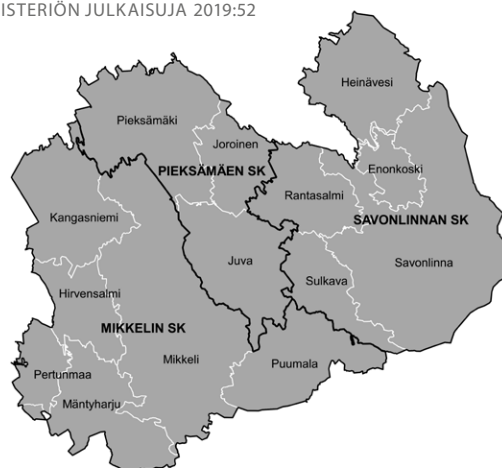 ISTERIÖN JULKAISUJA 2019:52
Heinävesi
Pieksämäki
Joroinen
PIEKSÄMÄEN SK
Enonkoski
Rantasalmi
Kangasniemi
SAVONLINNAN SK
Juva
Savonlinna
Sulkava
Hirvensalmi
MIKKELIN SK
Mikkeli
Puumala
Pertunmaa
Mäntyharju